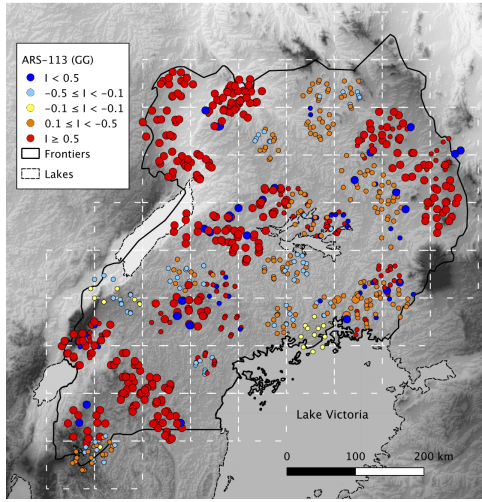 ARS-113 (GG)
I < 0.5
-0.5 ≤ I < -0.1
-0.1 ≤ I < -0.1
0.1 ≤ I < -0.5
I ≥ 0.5
Frontiers
Lakes
Lake Victoria
0 100 200 km